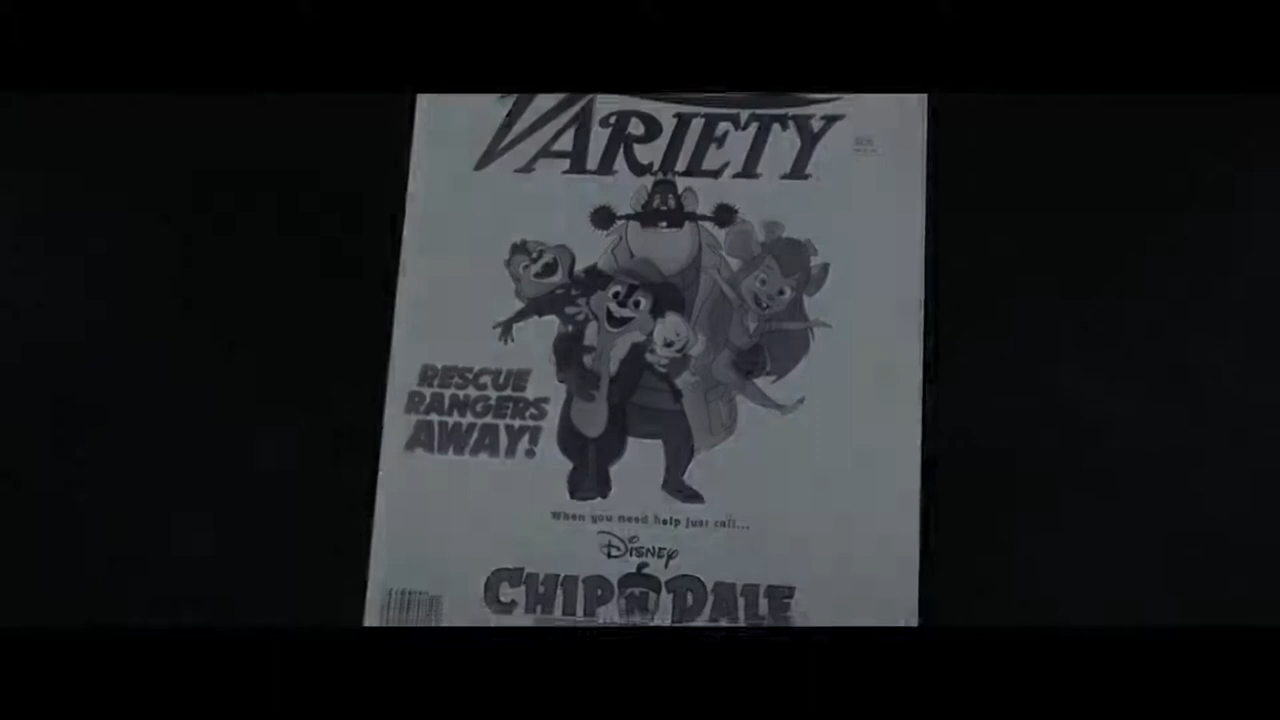 VARIETY
RESCUE
RANGERS
AWAY!
When you need help just call...
Disney
CHIP N DALE